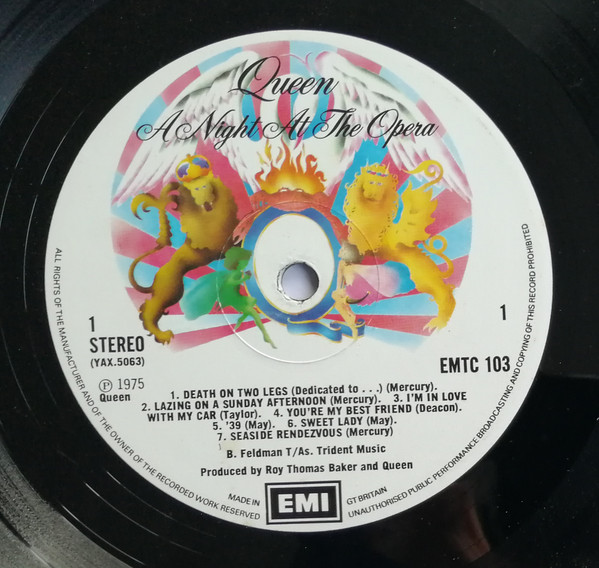 Queen
A Night At The Opera
1
STEREO
(YAX.5063)
℗ 1975
Queen
1
EMTC 103
1. DEATH ON TWO LEGS (Dedicated to . . .) (Mercury).
2. LAZING ON A SUNDAY AFTERNOON (Mercury). 3. I'M IN LOVE
WITH MY CAR (Taylor). 4. YOU'RE MY BEST FRIEND (Deacon).
5. '39 (May). 6. SWEET LADY (May).
7. SEASIDE RENDEZVOUS (Mercury)
B. Feldman T/As. Trident Music
Produced by Roy Thomas Baker and Queen
MADE IN
EMI
GT BRITAIN
ALL RIGHTS OF THE MANUFACTURER AND OF THE OWNER OF THE RECORDED WORK RESERVED
UNAUTHORISED PUBLIC PERFORMANCE BROADCASTING AND COPYING OF THIS RECORD PROHIBITED